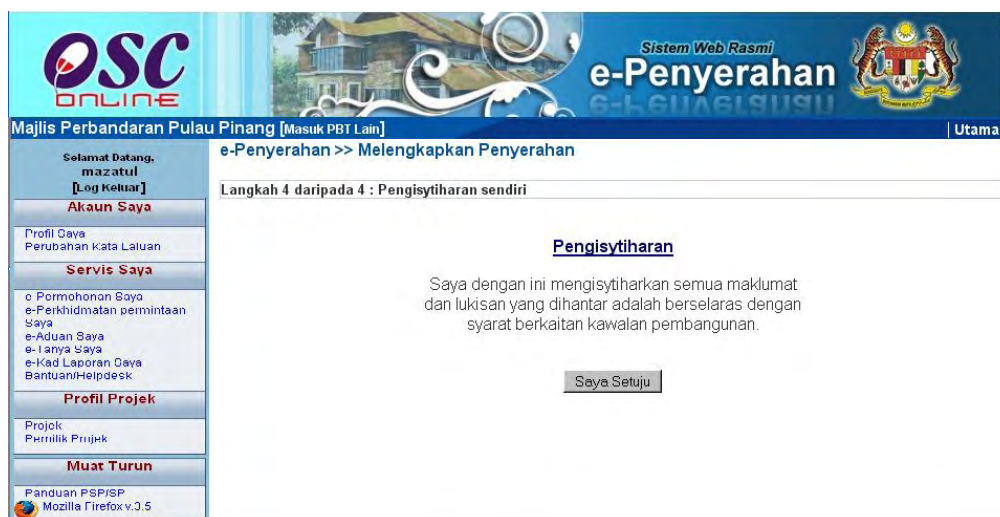 OSC
ONLINE
Sistem Web Rasmi
e-Penyerahan
Majlis Perbandaran Pulau Pinang [Masuk PBT Lain]
| Utama
Selamat Datang,
mazatul
[Log Keluar]
Akaun Saya
Profil Saya
Perubahan Kata Laluan
Servis Saya
e-Permohonan Saya
e-Perkhidmatan permintaan
Saya
e-Aduan Saya
e-Tanya Saya
e-Kad Laporan Saya
Bantuan/Helpdesk
Profil Projek
Projek
Pemilik Projek
Muat Turun
Panduan PSP/SP
Mozilla Firefox v.3.5
e-Penyerahan >> Melengkapkan Penyerahan
Langkah 4 daripada 4 : Pengisytiharan sendiri
Pengisytiharan
Saya dengan ini mengisytiharkan semua maklumat
dan lukisan yang dihantar adalah berselaras dengan
syarat berkaitan kawalan pembangunan.
Saya Setuju